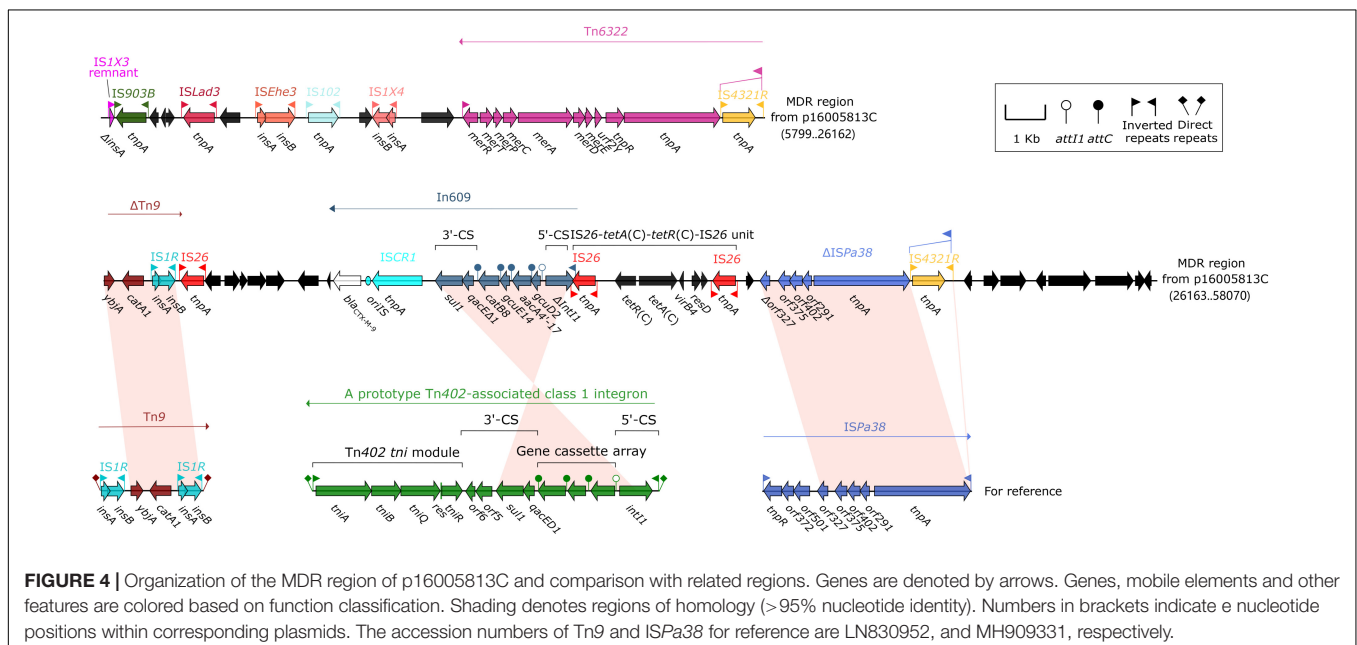 Tn6322
IS1X3
remnant
IS903B ISLad3 ISEhe3 IS102 IS1X4 IS4321R
MDR region
from p16005813C
(5799..26162)
ΔinsA tnpA tnpA insA insB tnpA insB insA merR merT merP merC merA merD merE urf2Y tnpR tnpA tnpA
1 Kb attI1 attC Inverted repeats Direct repeats
ΔTn9 In609
3'-CS 5'-CS IS26-tetA(C)-tetR(C)-IS26 unit ΔISPa38
IS1R IS26 ISCR1 IS26 IS26 IS4321R
MDR region
from p16005813C
(26163..58070)
ybjA catA1 insA insB tnpA blaCTX-M-9 oriIS tnpA sul1 qacEΔ1 catB8 gcuE14 aacA4'-17 gcuD2 ΔIntI1 tnpA tetR(C) tetA(C) virB4 resD tnpA Δorf327 orf375 orf402 orf291 tnpA tnpA
A prototype Tn402-associated class 1 integron
Tn9 3'-CS 5'-CS ISPa38
Tn402 tni module Gene cassette array
IS1R IS1R
For reference
insA insB ybjA catA1 insA insB tniA tniB tniQ res tniR orf6 orf5 sul1 qacED1 intI1 tnpR orf372 orf501 orf327 orf375 orf402 orf291 tnpA
FIGURE 4 | Organization of the MDR region of p16005813C and comparison with related regions. Genes are denoted by arrows. Genes, mobile elements and other
features are colored based on function classification. Shading denotes regions of homology (>95% nucleotide identity). Numbers in brackets indicate e nucleotide
positions within corresponding plasmids. The accession numbers of Tn9 and ISPa38 for reference are LN830952, and MH909331, respectively.